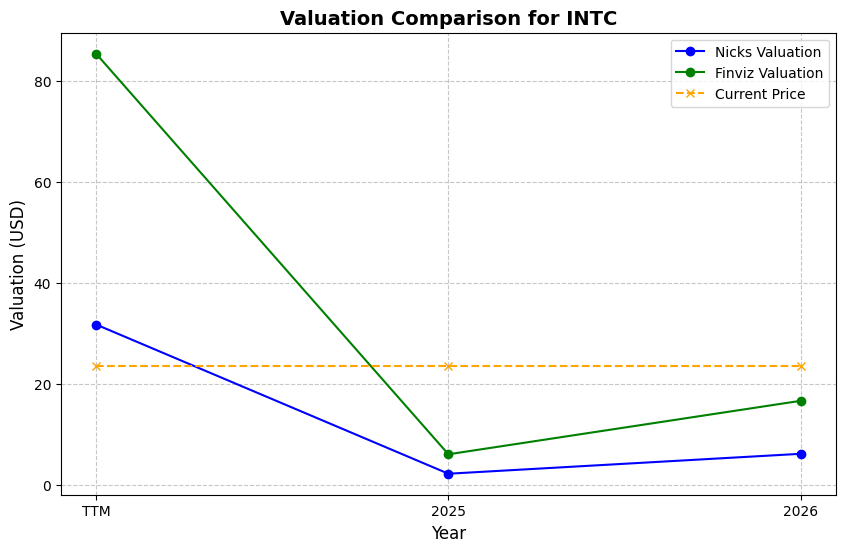 Valuation Comparison for INTC
Nicks Valuation
Finviz Valuation
Current Price
Valuation (USD)
80
60
40
20
0
TTM
2025
2026
Year